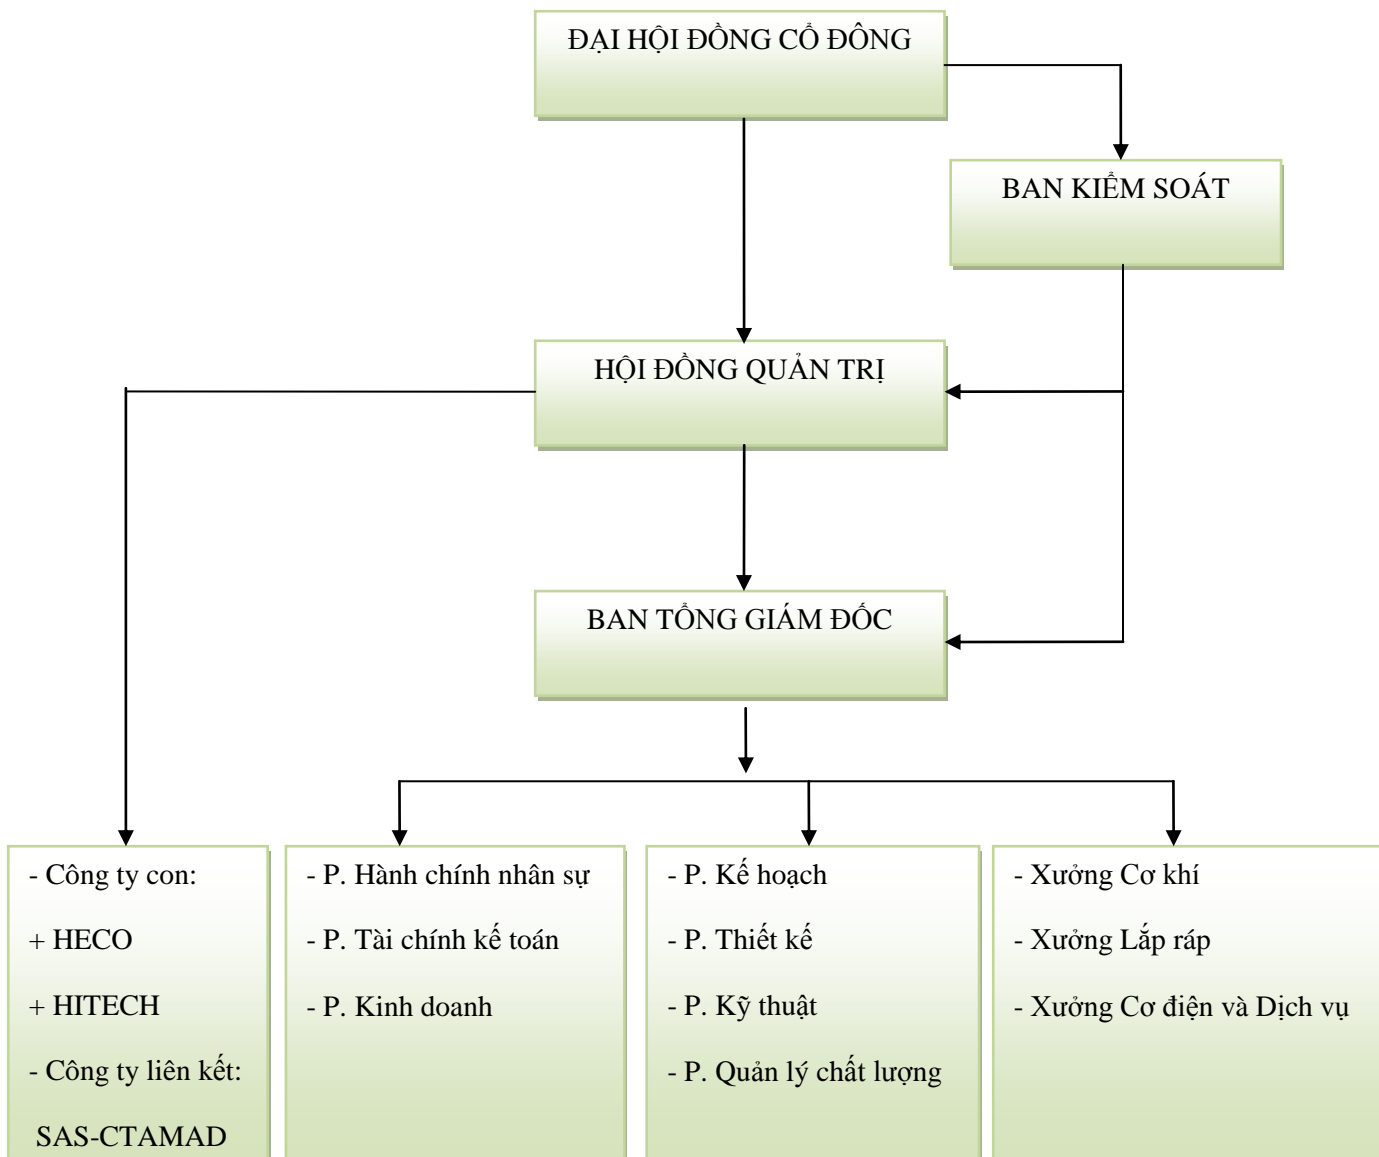 ĐẠI HỘI ĐỒNG CỔ ĐÔNG
BAN KIỂM SOÁT
HỘI ĐỒNG QUẢN TRỊ
BAN TỔNG GIÁM ĐỐC
- Công ty con:
+ HECO
+ HITECH
- Công ty liên kết:
SAS-CTAMAD
- P. Hành chính nhân sự
- P. Tài chính kế toán
- P. Kinh doanh
- P. Kế hoạch
- P. Thiết kế
- P. Kỹ thuật
- P. Quản lý chất lượng
- Xưởng Cơ khí
- Xưởng Lắp ráp
- Xưởng Cơ điện và Dịch vụ